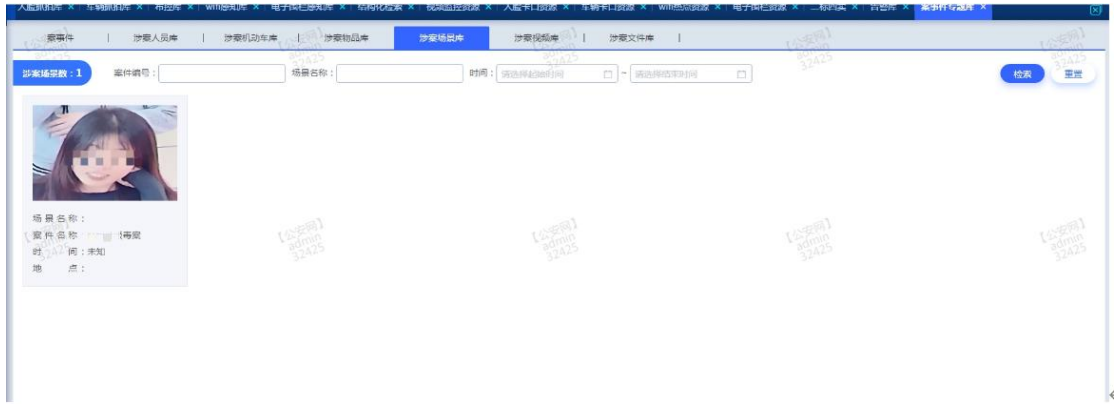 人脸抓拍库 × 车辆抓拍库 × 布控库 × wifi感知库 × 电子围栏感知库 × 结构化检索 × 视频监控资源 × 人脸卡口资源 × 车辆卡口资源 × wifi热点资源 × 电子围栏资源 × 二标四实 × 告警库 × 案事件专题库 ×
案事件 | 涉案人员库 | 涉案机动车库 | 涉案物品库 涉案场景库 涉案视频库 | 涉案文件库 |
涉案场景数：1 案件编号： 场景名称： 时间： 请选择起始时间 ~ 请选择结束时间 检索 重置
场景名称：
案件名称 毒案
时间：未知
地点：
【公安网】
admin
32425